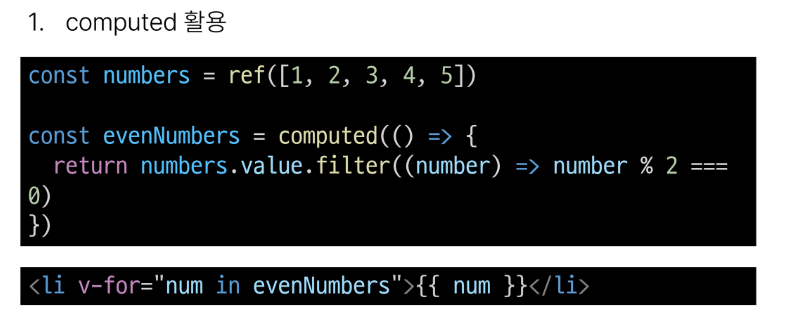 1. computed 활용
const numbers = ref([1, 2, 3, 4, 5])
const evenNumbers = computed(() => {
  return numbers.value.filter((number) => number % 2 ===
0)
})
<li v-for="num in evenNumbers">{{ num }}</li>